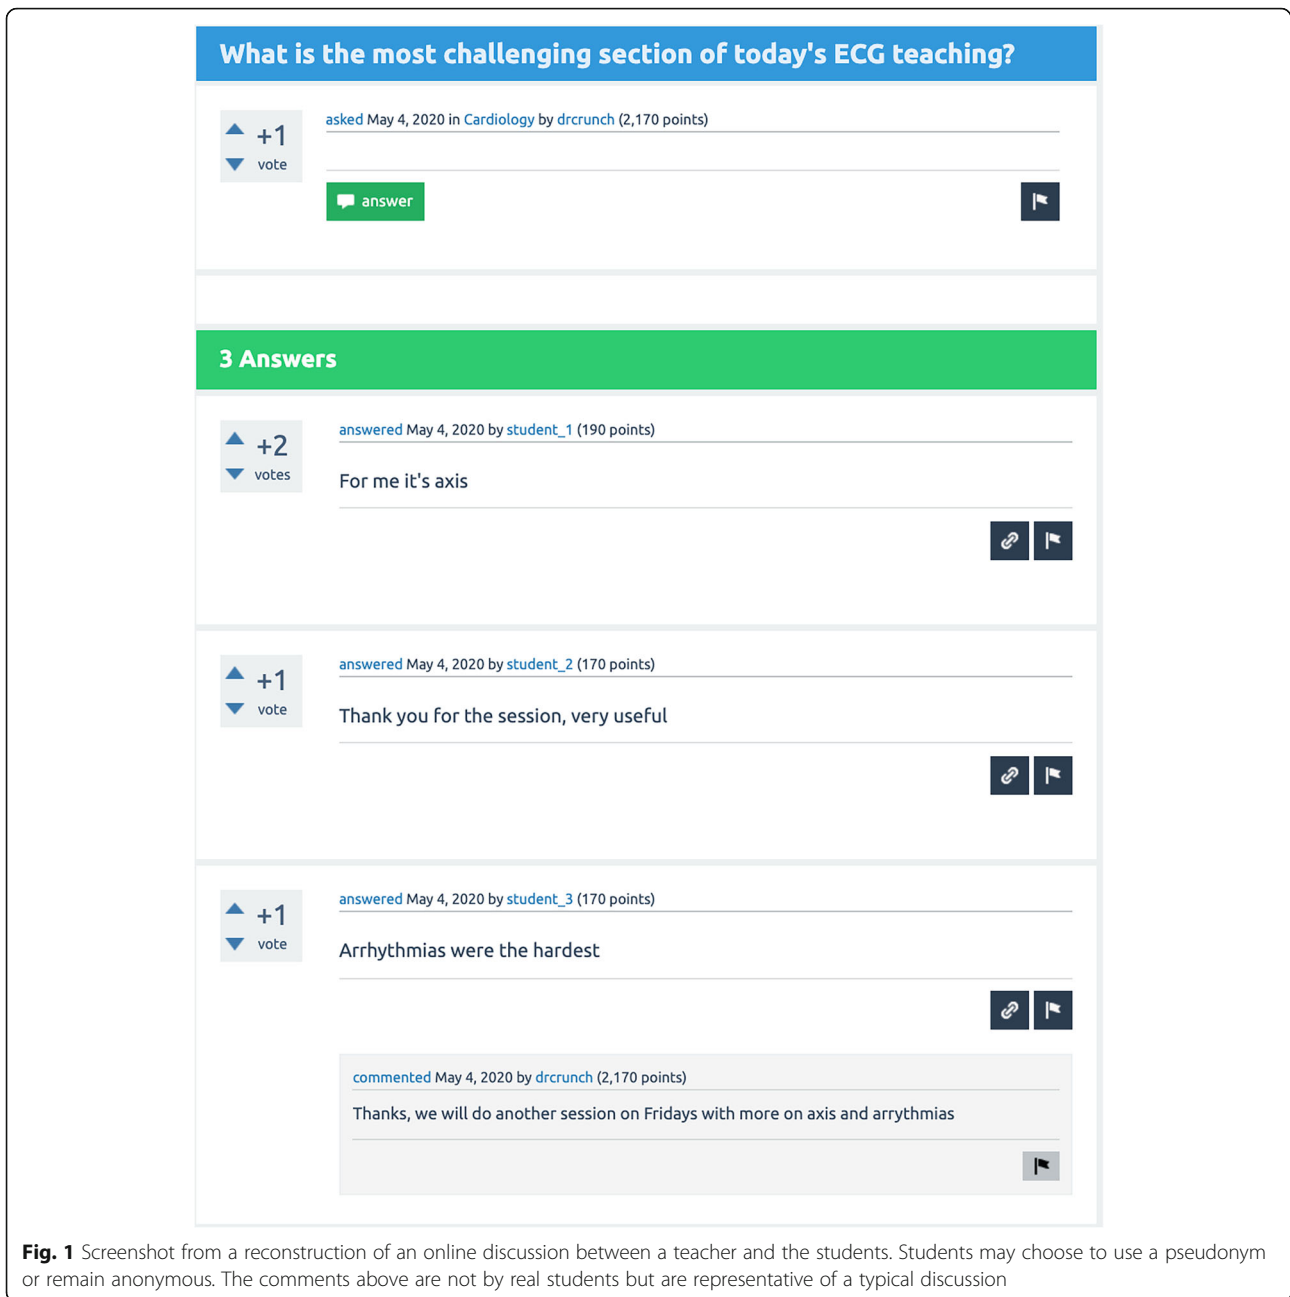 What is the most challenging section of today's ECG teaching?
+1
vote
asked May 4, 2020 in Cardiology by drcrunch (2,170 points)
answer
3 Answers
+2
votes
answered May 4, 2020 by student_1 (190 points)
For me it's axis
+1
vote
answered May 4, 2020 by student_2 (170 points)
Thank you for the session, very useful
+1
vote
answered May 4, 2020 by student_3 (170 points)
Arrhythmias were the hardest
commented May 4, 2020 by drcrunch (2,170 points)
Thanks, we will do another session on Fridays with more on axis and arrythmias
Fig. 1 Screenshot from a reconstruction of an online discussion between a teacher and the students. Students may choose to use a pseudonym
or remain anonymous. The comments above are not by real students but are representative of a typical discussion